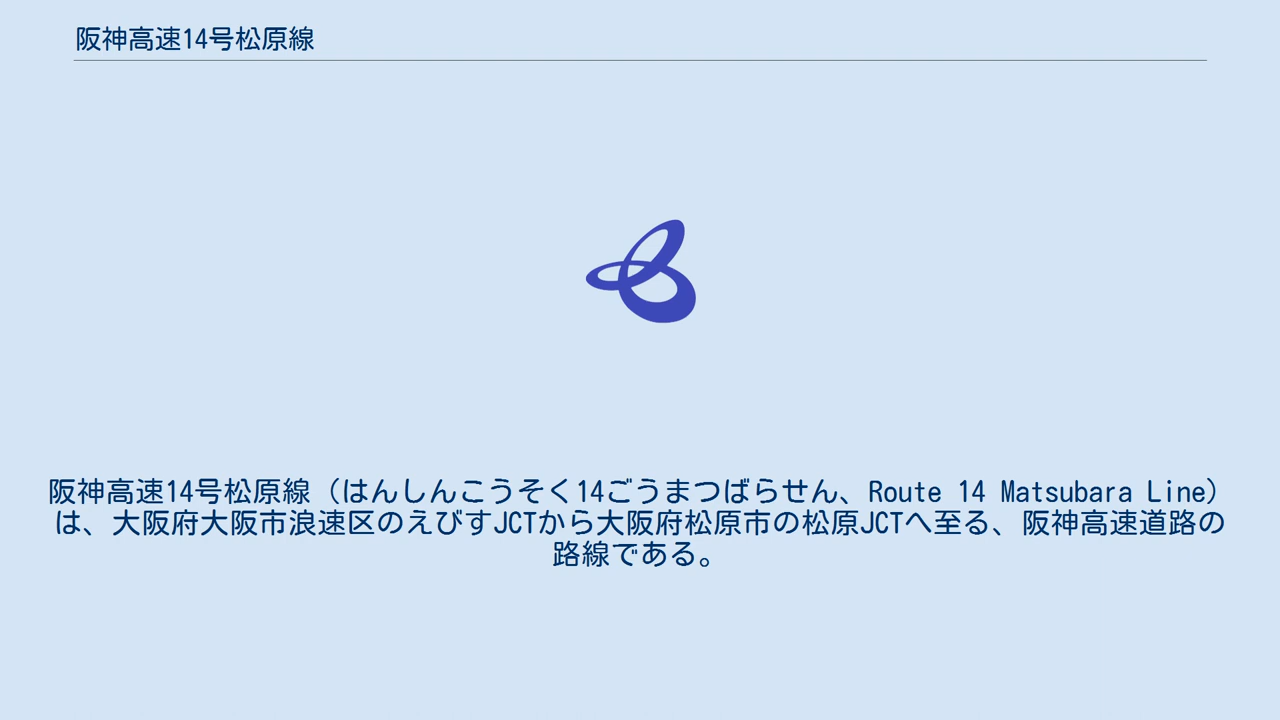 阪神高速14号松原線
阪神高速14号松原線（はんしんこうそく14ごうまつばらせん、Route 14 Matsubara Line）
は、大阪府大阪市浪速区のえびすJCTから大阪府松原市の松原JCTへ至る、阪神高速道路の
路線である。